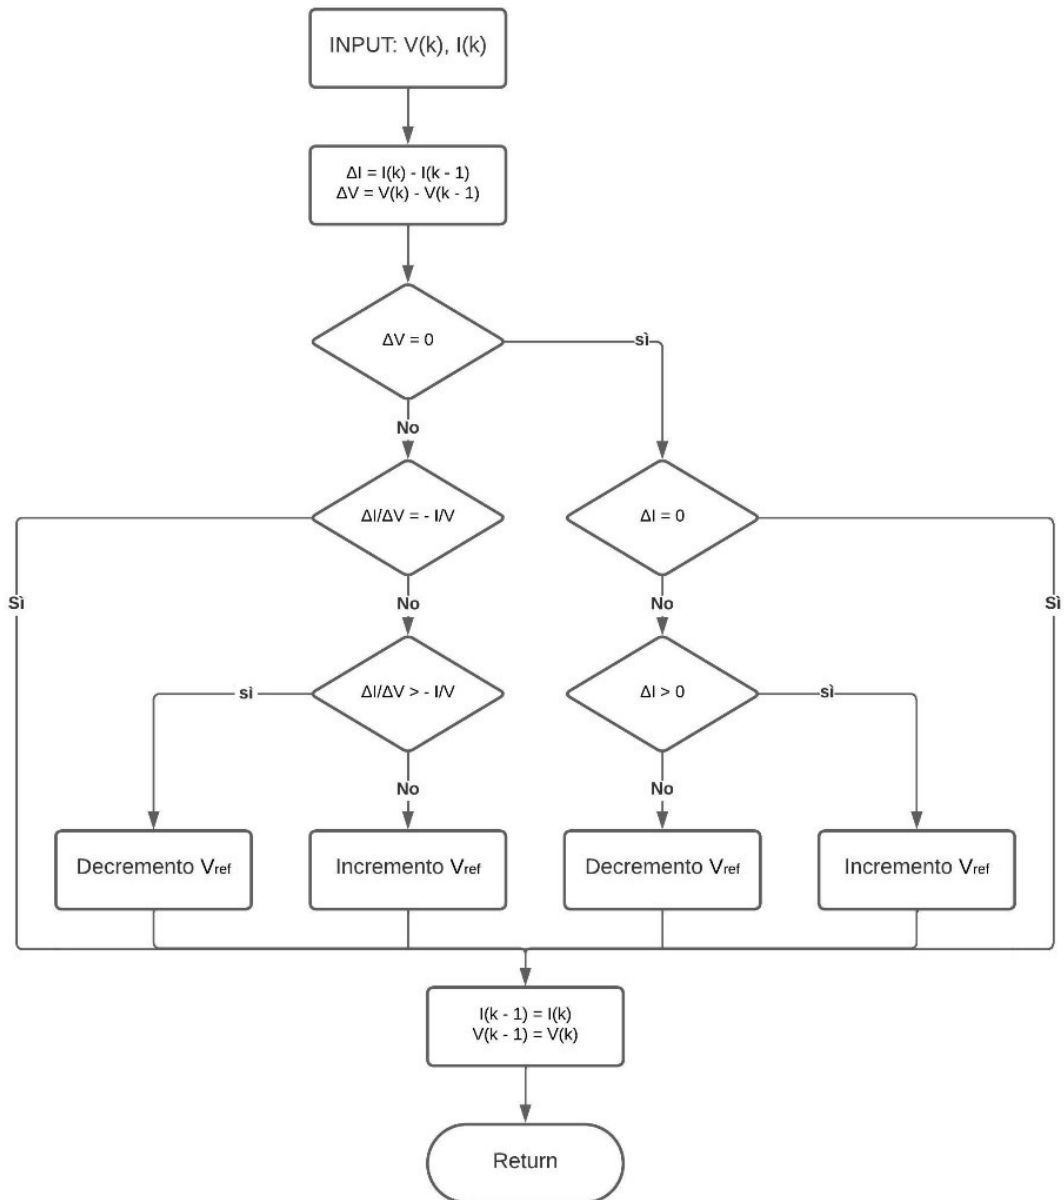 INPUT: V(k), I(k)
ΔI = I(k) - I(k - 1)
ΔV = V(k) - V(k - 1)
ΔV = 0
sì
No
ΔI/ΔV = - I/V
ΔI = 0
Sì
No
No
Sì
ΔI/ΔV > - I/V
sì
ΔI > 0
sì
No
No
Decremento Vref
Incremento Vref
Decremento Vref
Incremento Vref
I(k - 1) = I(k)
V(k - 1) = V(k)
Return